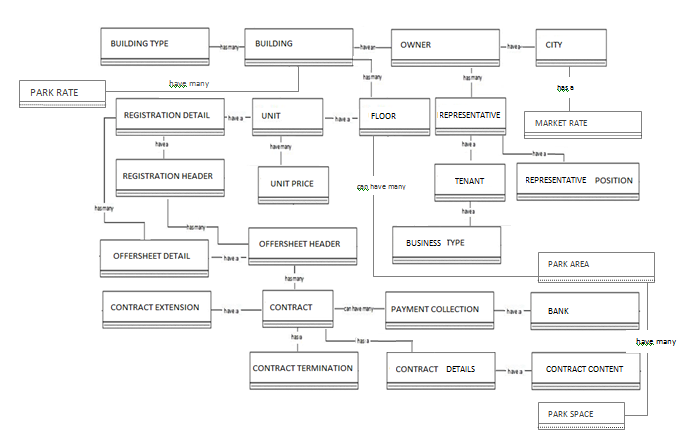 BUILDING TYPE
has many
BUILDING
have an
OWNER
have a
CITY
PARK RATE
have many
has many
has many
has a
REGISTRATION DETAIL
have a
UNIT
have a
FLOOR
REPRESENTATIVE
MARKET RATE
have a
have many
have a
have a
REGISTRATION HEADER
UNIT PRICE
can have many
TENANT
REPRESENTATIVE POSITION
has many
have a
has many
OFFERSHEET DETAIL
have a
OFFERSHEET HEADER
BUSINESS TYPE
PARK AREA
has many
CONTRACT EXTENSION
have a
CONTRACT
can have many
PAYMENT COLLECTION
have a
BANK
has a
has a
have many
CONTRACT TERMINATION
CONTRACT DETAILS
have a
CONTRACT CONTENT
PARK SPACE